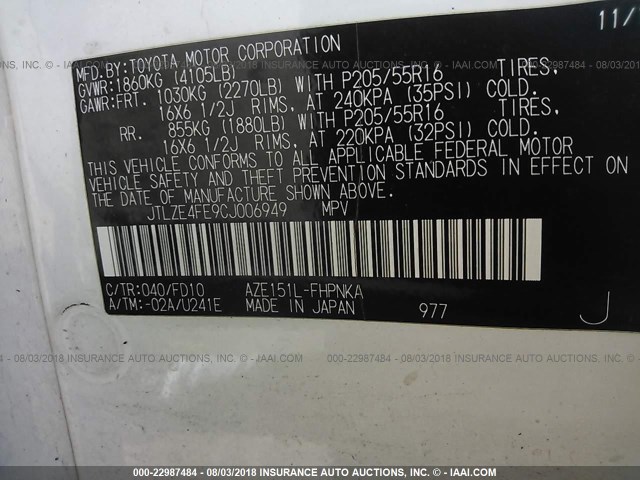 11/
MFD.BY:TOYOTA MOTOR CORPORATION
GVWR:1860KG (4105LB)
GAWR:FRT. 1030KG (2270LB) WITH P205/55R16 TIRES,
16X6 1/2J RIMS, AT 240KPA (35PSI) COLD.
RR. 855KG (1880LB) WITH P205/55R16 TIRES,
16X6 1/2J RIMS, AT 220KPA (32PSI) COLD.
THIS VEHICLE CONFORMS TO ALL APPLICABLE FEDERAL MOTOR
VEHICLE SAFETY AND THEFT PREVENTION STANDARDS IN EFFECT ON
THE DATE OF MANUFACTURE SHOWN ABOVE.
JTLZE4FE9CJ006949 MPV
C/TR:040/FD10 AZE151L-FHPNKA
A/TM:-02A/U241E MADE IN JAPAN 977 J
000-22987484 - 08/03/2018 - INSURANCE AUTO AUCTIONS, INC. - © - IAAI.COM